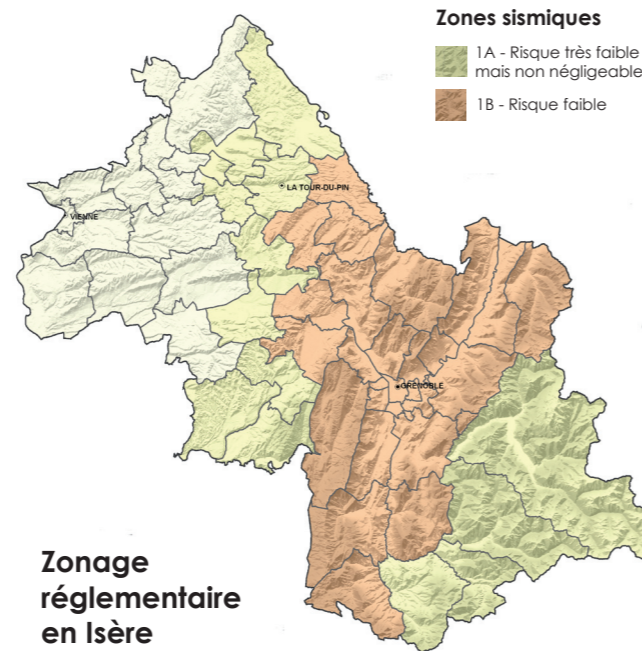 Zones sismiques
1A - Risque très faible
mais non négligeable
1B - Risque faible
LA TOUR-DU-PIN
VIENNE
GRENOBLE
Zonage
réglementaire
en Isère